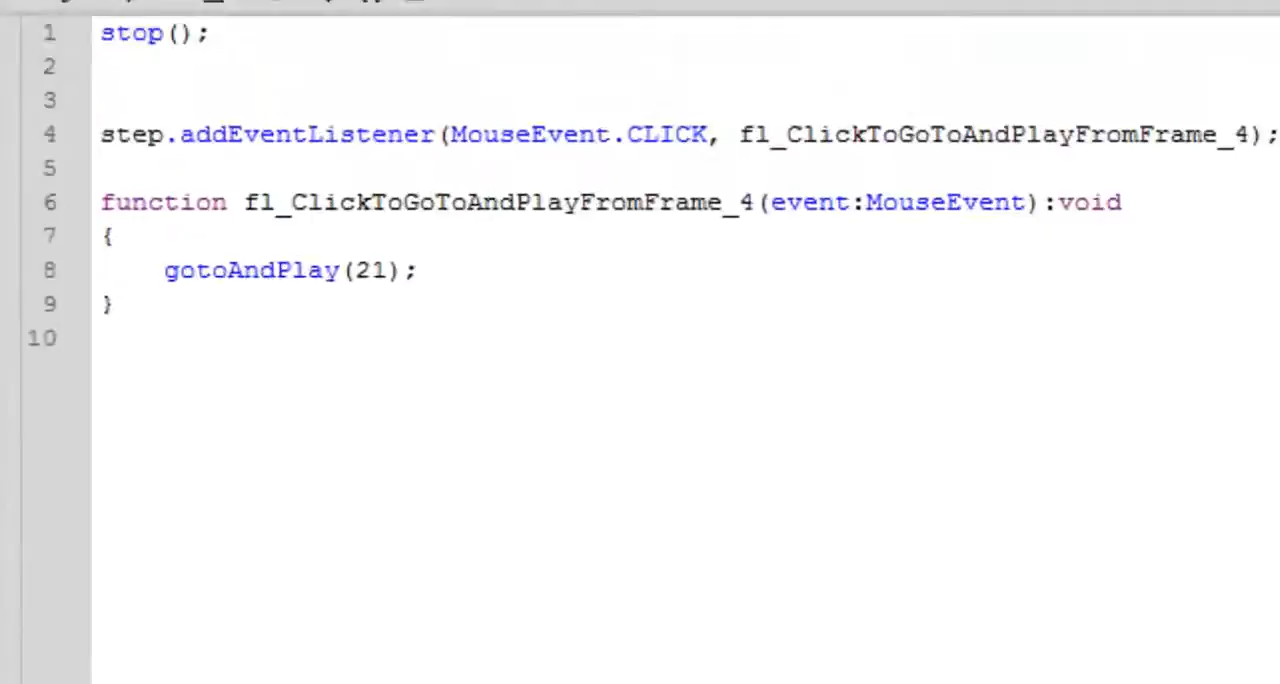 1 stop();
2
3
4 step.addEventListener(MouseEvent.CLICK, fl_ClickToGoToAndPlayFromFrame_4);
5
6 function fl_ClickToGoToAndPlayFromFrame_4(event:MouseEvent):void
7 {
8 gotoAndPlay(21);
9 }
10